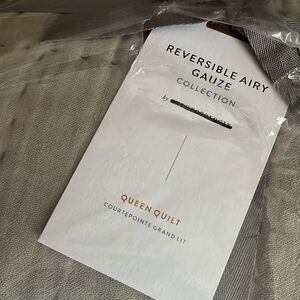 REVERSIBLE AIRY
GAUZE
COLLECTION
by
QUEEN QUILT
COURTEPOINTE GRAND LIT